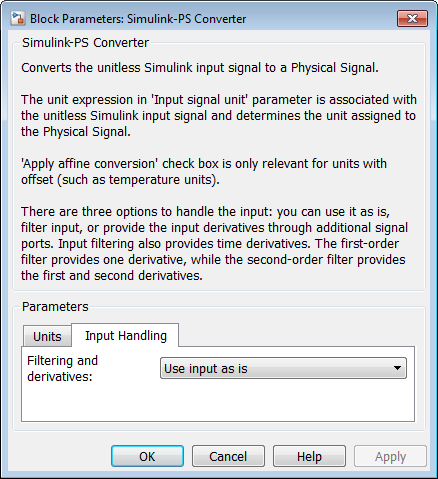 Block Parameters: Simulink-PS Converter
Simulink-PS Converter
Converts the unitless Simulink input signal to a Physical Signal.
The unit expression in 'Input signal unit' parameter is associated with
the unitless Simulink input signal and determines the unit assigned to
the Physical Signal.
'Apply affine conversion' check box is only relevant for units with
offset (such as temperature units).
There are three options to handle the input: you can use it as is,
filter input, or provide the input derivatives through additional signal
ports. Input filtering also provides time derivatives. The first-order
filter provides one derivative, while the second-order filter provides
the first and second derivatives.
Parameters
Units Input Handling
Filtering and
derivatives:
Use input as is
OK Cancel Help Apply